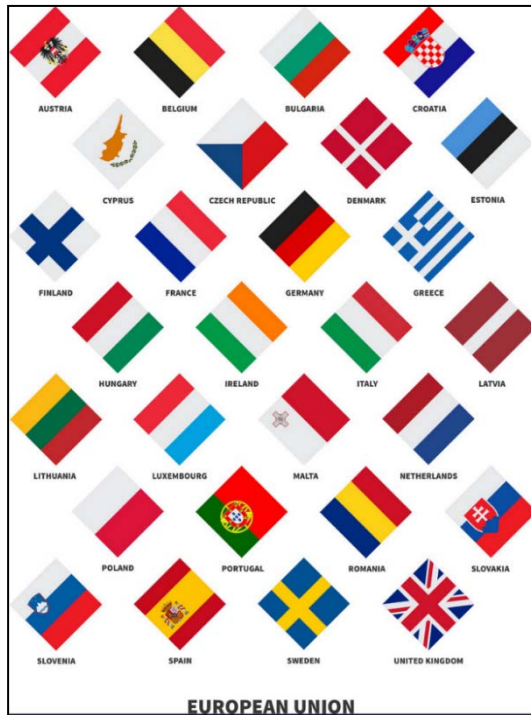 AUSTRIA BELGIUM BULGARIA CROATIA
CYPRUS CZECH REPUBLIC DENMARK ESTONIA
FINLAND FRANCE GERMANY GREECE
HUNGARY IRELAND ITALY LATVIA
LITHUANIA LUXEMBOURG MALTA NETHERLANDS
POLAND PORTUGAL ROMANIA SLOVAKIA
SLOVENIA SPAIN SWEDEN UNITED KINGDOM
EUROPEAN UNION